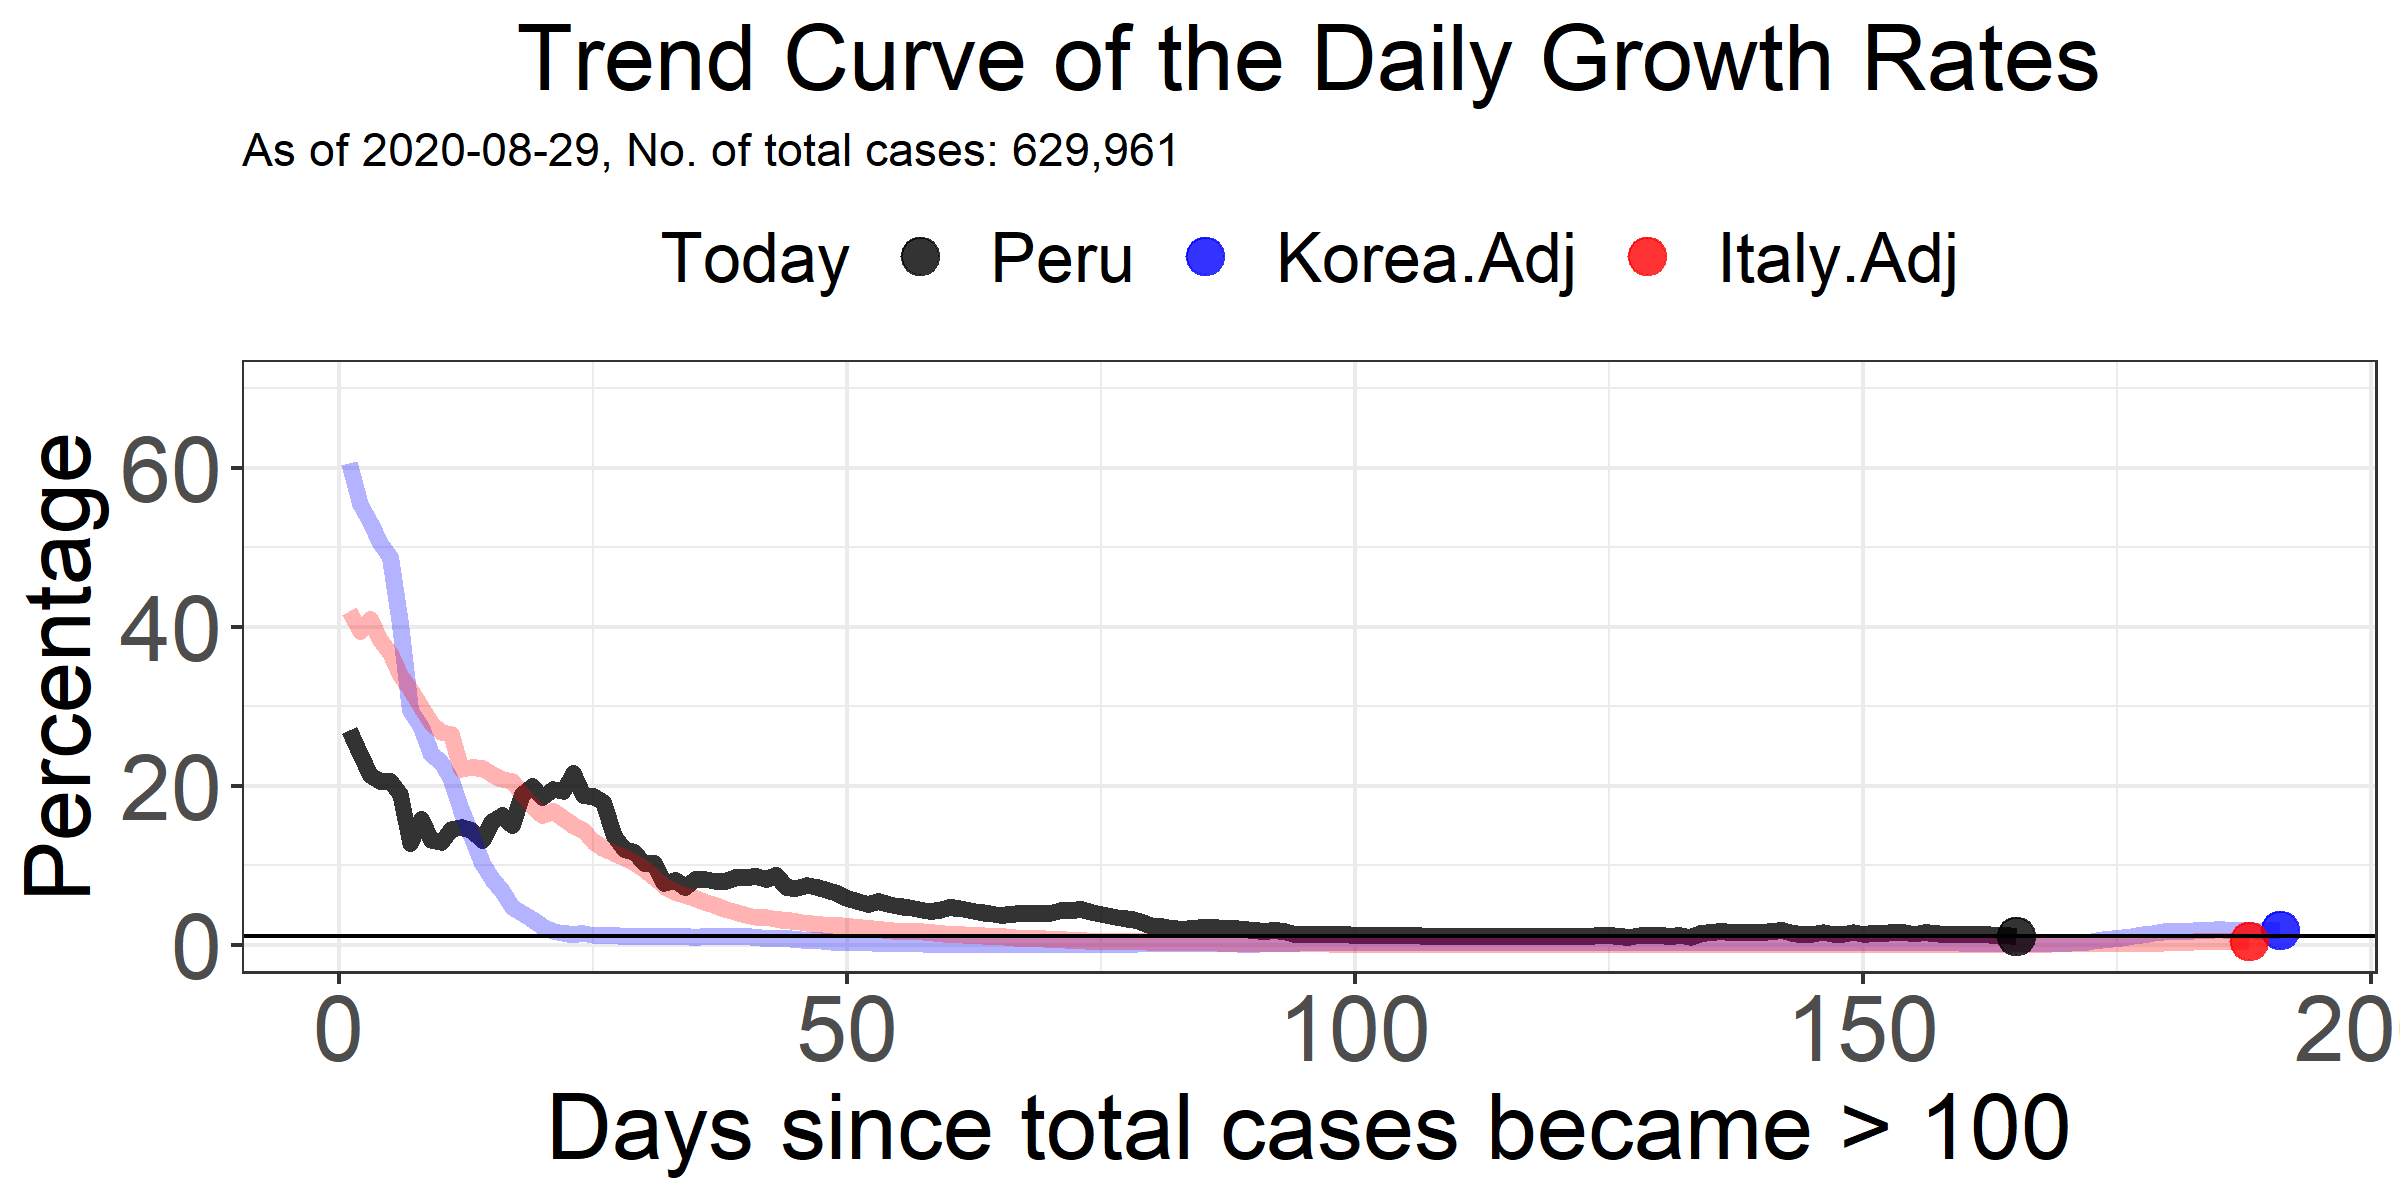 Trend Curve of the Daily Growth Rates
As of 2020-08-29, No. of total cases: 629,961
Today Peru Korea.Adj Italy.Adj
Percentage
60
40
20
0
0 50 100 150 20
Days since total cases became > 100